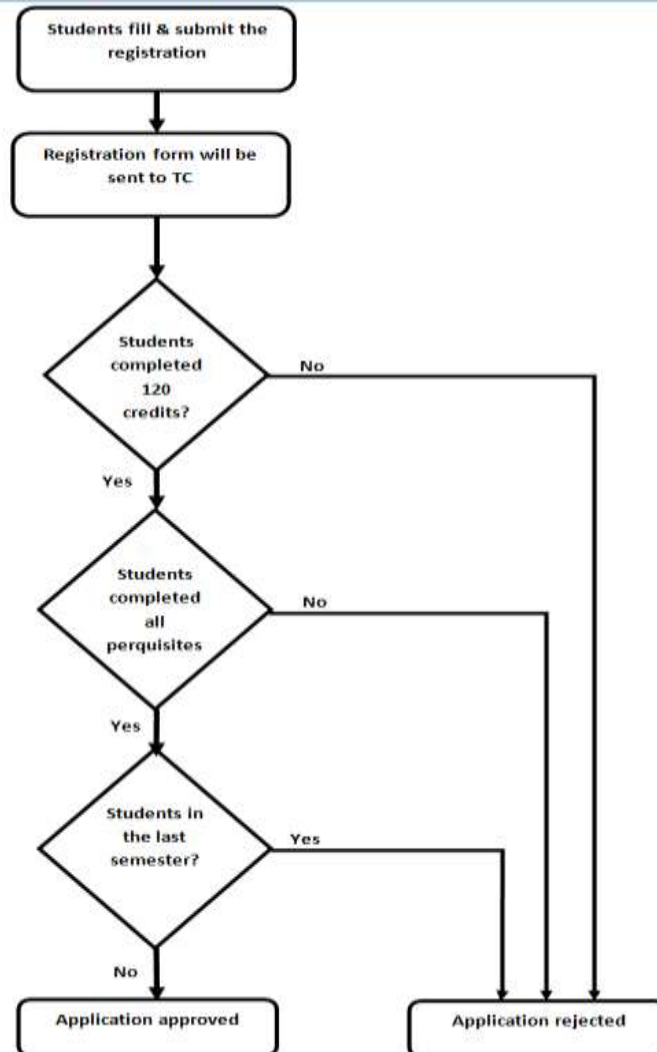 Students fill & submit the
registration
Registration form will be
sent to TC
Students
completed
120
credits?
No
Yes
Students
completed
all
perquisites
No
Yes
Students in
the last
semester?
Yes
No
Application approved
Application rejected